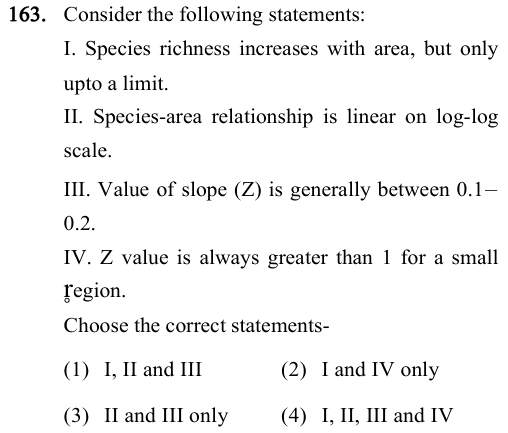 163. Consider the following statements:
I. Species richness increases with area, but only
upto a limit.
II. Species-area relationship is linear on log-log
scale.
III. Value of slope (Z) is generally between 0.1–
0.2.
IV. Z value is always greater than 1 for a small
region.
Choose the correct statements-
(1) I, II and III (2) I and IV only
(3) II and III only (4) I, II, III and IV